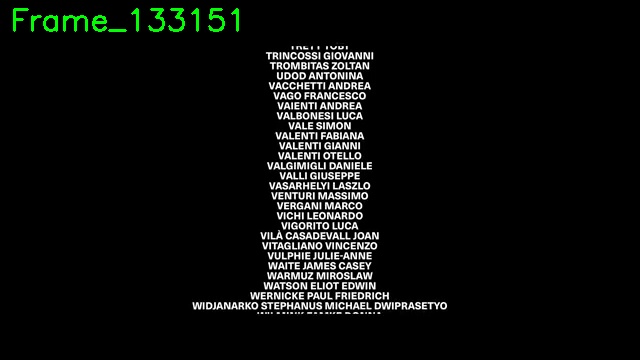 Frame_133151
TRINCOSSI GIOVANNI
TROMBITAS ZOLTAN
UDOD ANTONINA
VACCHETTI ANDREA
VAGO FRANCESCO
VAIENTI ANDREA
VALBONESI LUCA
VALE SIMON
VALENTI FABIANA
VALENTI GIANNI
VALENTI OTELLO
VALGIMIGLI DANIELE
VALLI GIUSEPPE
VASARHELYI LASZLO
VENTURI MASSIMO
VERGANI MARCO
VICHI LEONARDO
VIGORITO LUCA
VILÀ CASADEVALL JOAN
VITAGLIANO VINCENZO
VULPHIE JULIE-ANNE
WAITE JAMES CASEY
WARMUZ MIROSLAW
WATSON ELIOT EDWIN
WERNICKE PAUL FRIEDRICH
WIDJANARKO STEPHANUS MICHAEL DWIPRASETYO